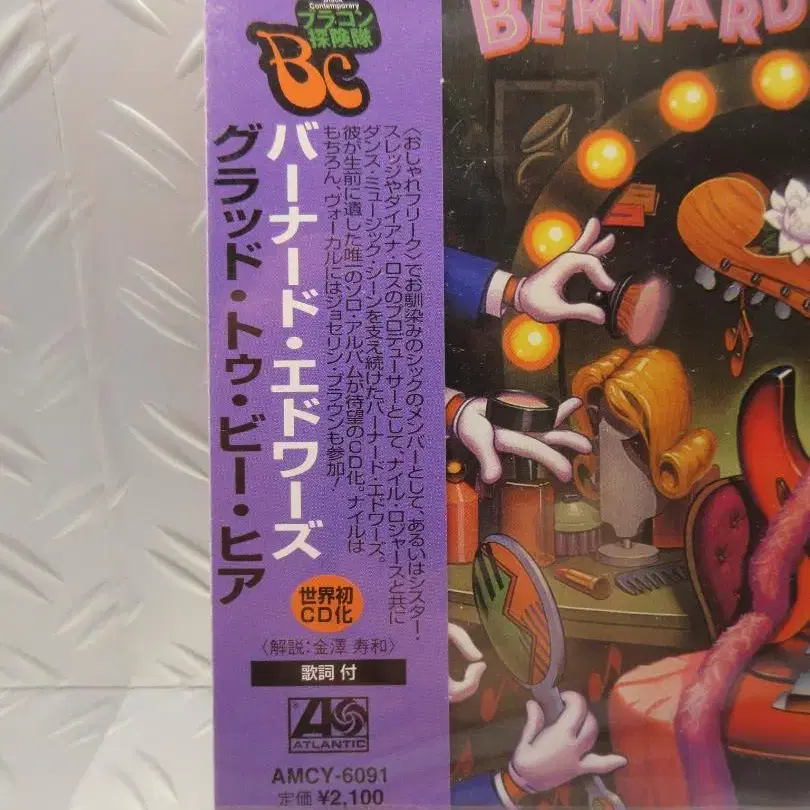 Contemporary
ブラコン
探険隊
BC
バーナード・エドワーズ
グラッド・トゥ・ビー・ヒア
〈おしゃれフリーク〉でお馴染みのシックのメンバーとして、あるいはシスター・
スレッジやダイアナ・ロスのプロデューサーとして、ナイル・ロジャースと共に
ダンス・ミュージック・シーンを支え続けたバーナード・エドワーズ。
彼が生前に遺した唯一のソロ・アルバムが待望のCD化。ナイルは
もちろん、ヴォーカルにはジョセリン・ブラウンも参加！
世界初
CD化
〈解説：金澤 寿和〉
歌詞 付
ATLANTIC
AMCY-6091
定価 ¥2,100
BERNARD